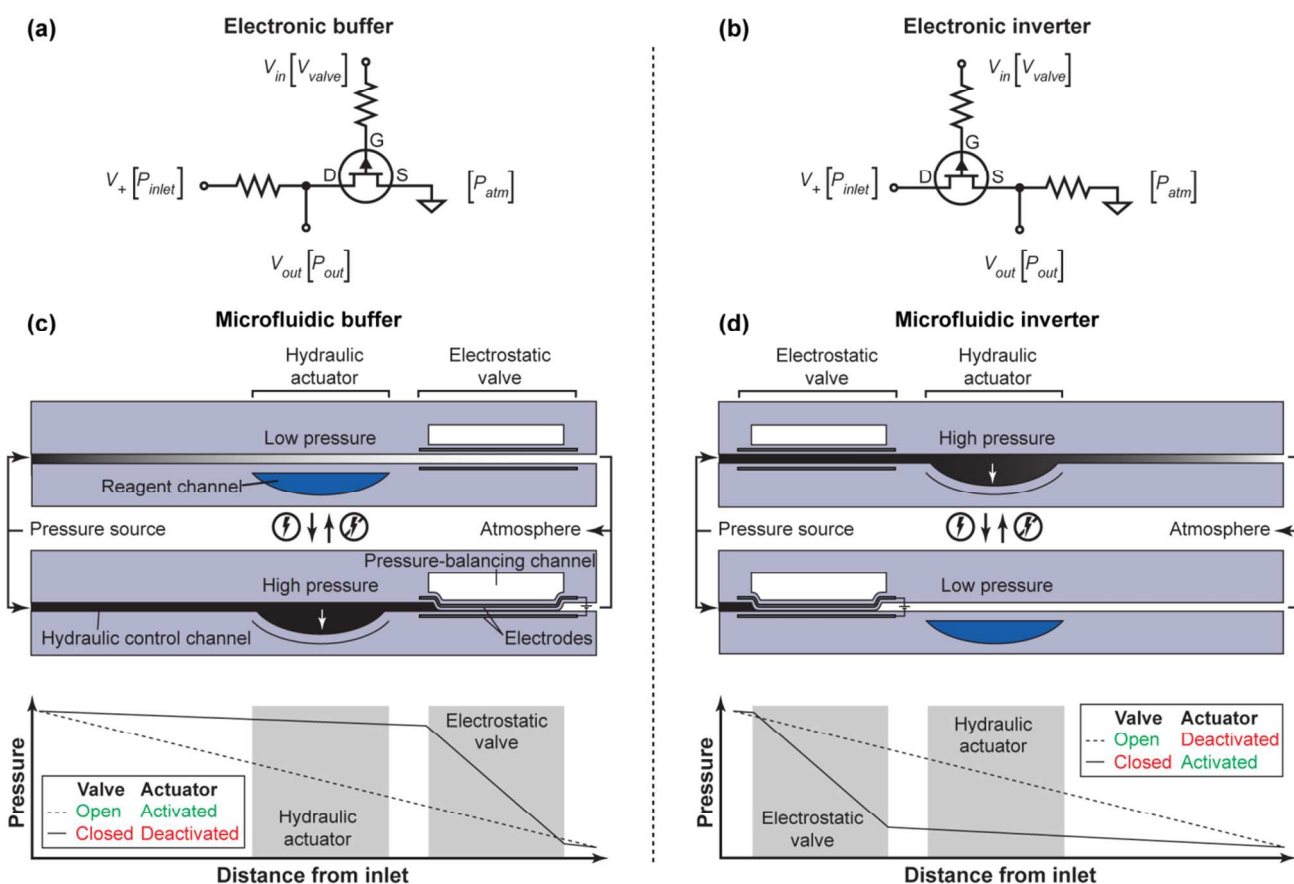 (a)
Electronic buffer
V_in [V_valve]
G
D
S
V_+ [P_inlet]
[P_atm]
V_out [P_out]
(b)
Electronic inverter
V_in [V_valve]
G
D
S
V_+ [P_inlet]
[P_atm]
V_out [P_out]
(c)
Microfluidic buffer
Hydraulic
actuator
Electrostatic
valve
Low pressure
Reagent channel
Pressure source
Atmosphere
Pressure-balancing channel
High pressure
Hydraulic control channel
Electrodes
(d)
Microfluidic inverter
Electrostatic
valve
Hydraulic
actuator
High pressure
Pressure source
Atmosphere
Low pressure
Pressure
Electrostatic
valve
Valve Actuator
Open Activated
Closed Deactivated
Hydraulic
actuator
Distance from inlet
Pressure
Hydraulic
actuator
Valve Actuator
Open Deactivated
Closed Activated
Electrostatic
valve
Distance from inlet